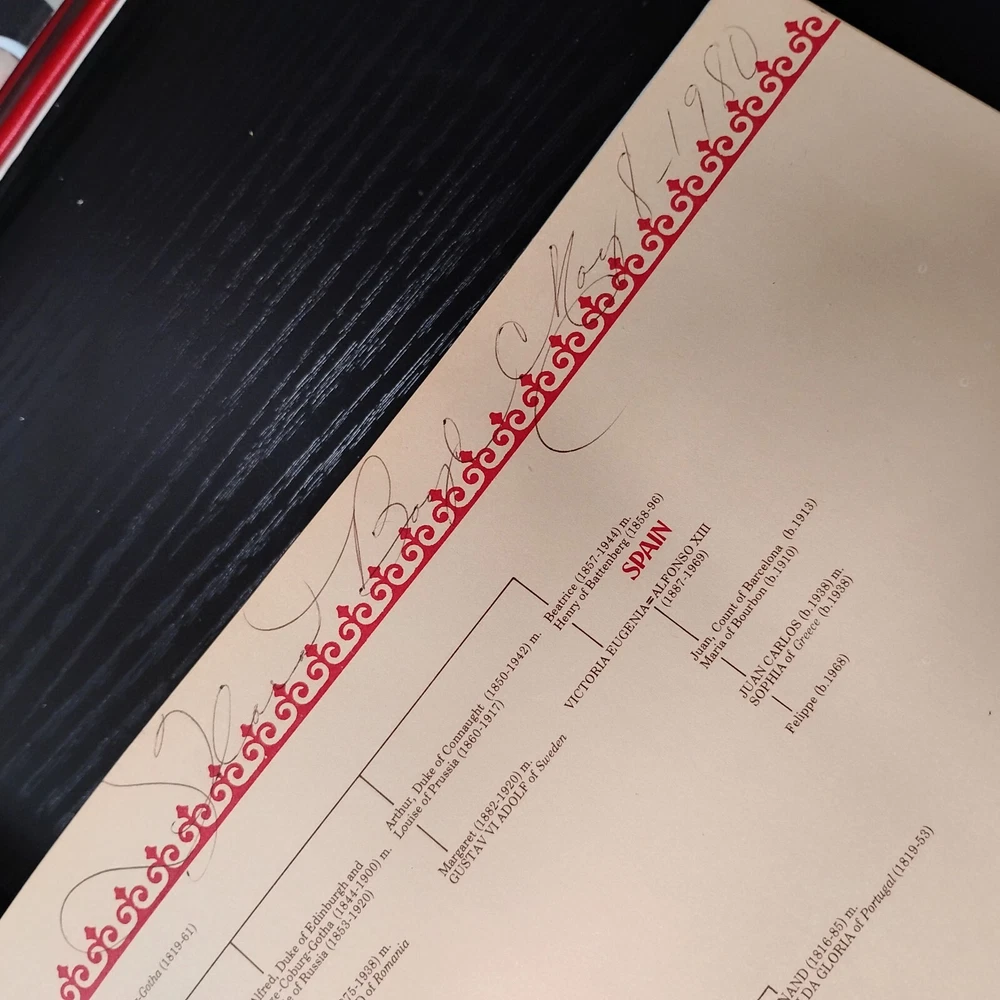 May 8-1980
Beatrice (1857-1944) m.
Henry of Battenberg (1858-96)
SPAIN
VICTORIA EUGENIA = ALFONSO XIII
(1887-1969)
Juan, Count of Barcelona (b.1913)
Maria of Bourbon (b.1910)
JUAN CARLOS (b.1938) m.
SOPHIA of Greece (b.1938)
Felippe (b.1968)
Arthur, Duke of Connaught (1850-1942) m.
Louise of Prussia (1860-1917)
Margaret (1882-1920) m.
GUSTAV VI ADOLF of Sweden
Alfred, Duke of Edinburgh and
e-Coburg-Gotha (1844-1900) m.
e of Russia (1853-1920)
75-1938) m.
D of Romania
-Gotha (1819-61)
NAND (1816-85) m.
DA GLORIA of Portugal (1819-53)